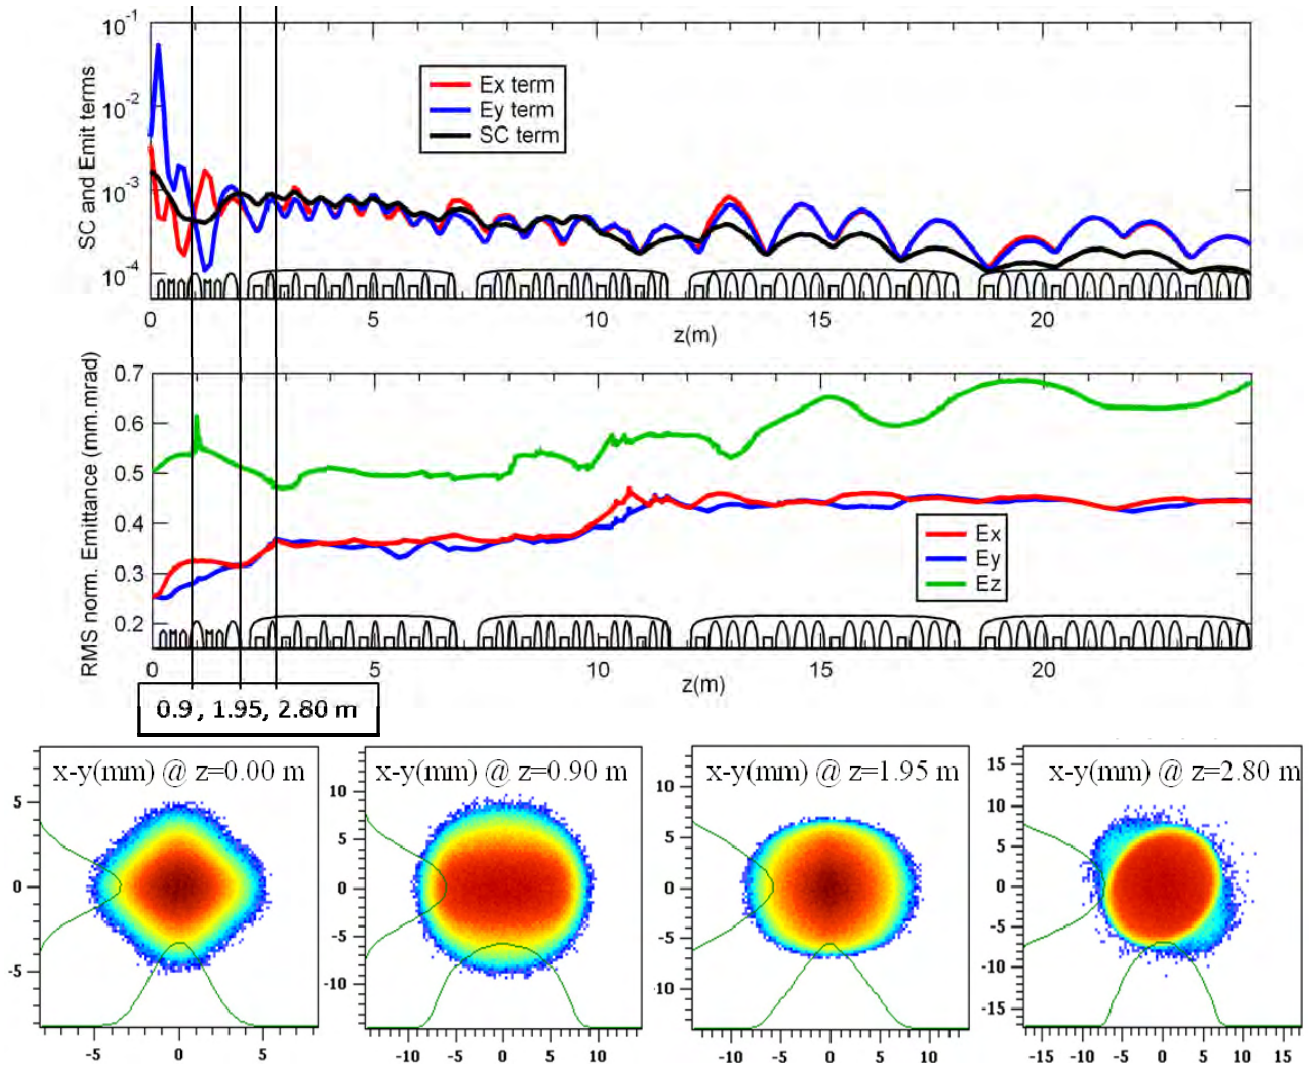 10-1
10-2
10-3
10-4
SC and Emit terms
Ex term
Ey term
SC term
0 5 10 15 20
z(m)
RMS norm. Emittance (mm.mrad)
0.7
0.6
0.5
0.4
0.3
0.2
Ex
Ey
Ez
0 5 10 15 20
z(m)
0.9 , 1.95, 2.80 m
x-y(mm) @ z=0.00 m
5
0
-5
-5 0 5
x-y(mm) @ z=0.90 m
10
5
0
-5
-10
-10 -5 0 5 10
x-y(mm) @ z=1.95 m
10
5
0
-5
-10
-10 -5 0 5 10
x-y(mm) @ z=2.80 m
15
10
5
0
-5
-10
-15
-15 -10 -5 0 5 10 15